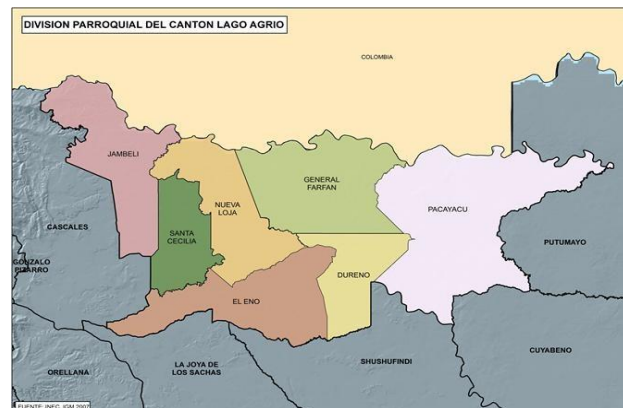 DIVISION PARROQUIAL DEL CANTON LAGO AGRIO
COLOMBIA
JAMBELI
GENERAL
FARFAN
NUEVA
LOJA
PACAYACU
SANTA
CECILIA
CASCALES
PUTUMAYO
GONZALO
PIZARRO
DURENO
EL ENO
CUYABENO
SHUSHUFINDI
LA JOYA DE
LOS SACHAS
ORELLANA
FUENTE: INEC, IGM 2007